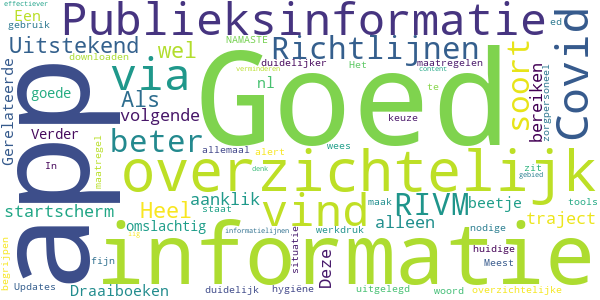 effectiever
Een
gebruik
Publieksinformatie
ed
Uitstekend
wel
NAMASTE
Richtlijnen
soort
covid
downloaden
duidelijker
Het
maatregelen
verminderen
content
via
Goed
nl
te
bereiken
zorgpersoneel
Gerelateerde
goede
Als
volgende
keuze
app
Verder
beter
allemaal
wees
alert
zit
maatregel
In
denk
gebied
overzichtelijk
aanklik
RIVM
beetje
maak
tools
startscherm
Heel
vind
alleen
traject
omslachtig
staat
informatielijnen
werkdruk
nodige
begrijpen
zij
informatie
situatie
Deze
huidige
fijn
Meest
overzichtelijke
Updates
Draaiboeken
duidelijk
hygiëne
uitgelegd
woord